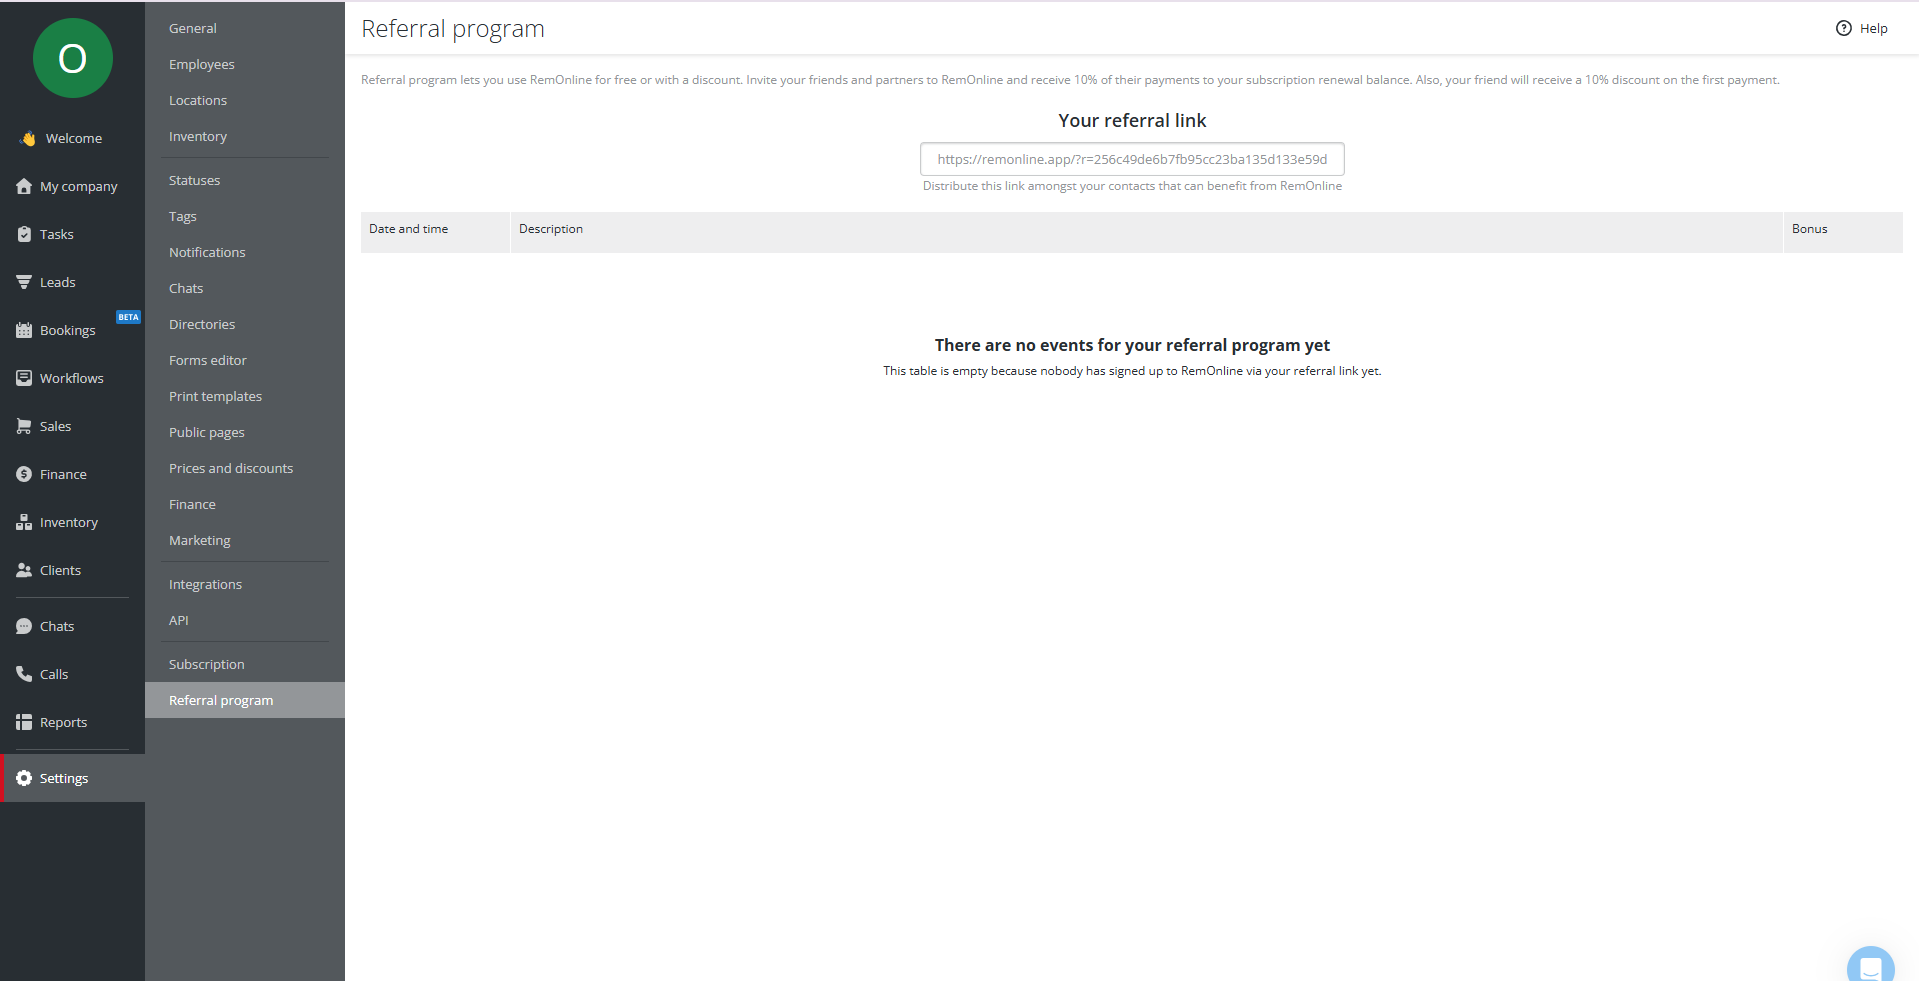 O
Welcome
My company
Tasks
Leads
BETA
Bookings
Workflows
Sales
Finance
Inventory
Clients
Chats
Calls
Reports
Settings
General
Employees
Locations
Inventory
Statuses
Tags
Notifications
Chats
Directories
Forms editor
Print templates
Public pages
Prices and discounts
Finance
Marketing
Integrations
API
Subscription
Referral program
Referral program
Help
Referral program lets you use RemOnline for free or with a discount. Invite your friends and partners to RemOnline and receive 10% of their payments to your subscription renewal balance. Also, your friend will receive a 10% discount on the first payment.
Your referral link
https://remonline.app/?r=256c49de6b7fb95cc23ba135d133e59d
Distribute this link amongst your contacts that can benefit from RemOnline
Date and time Description Bonus
There are no events for your referral program yet
This table is empty because nobody has signed up to RemOnline via your referral link yet.